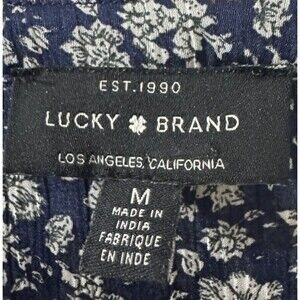 EST.1990
LUCKY BRAND
LOS ANGELES, CALIFORNIA
M
MADE IN
INDIA
FABRIQUE
EN INDE